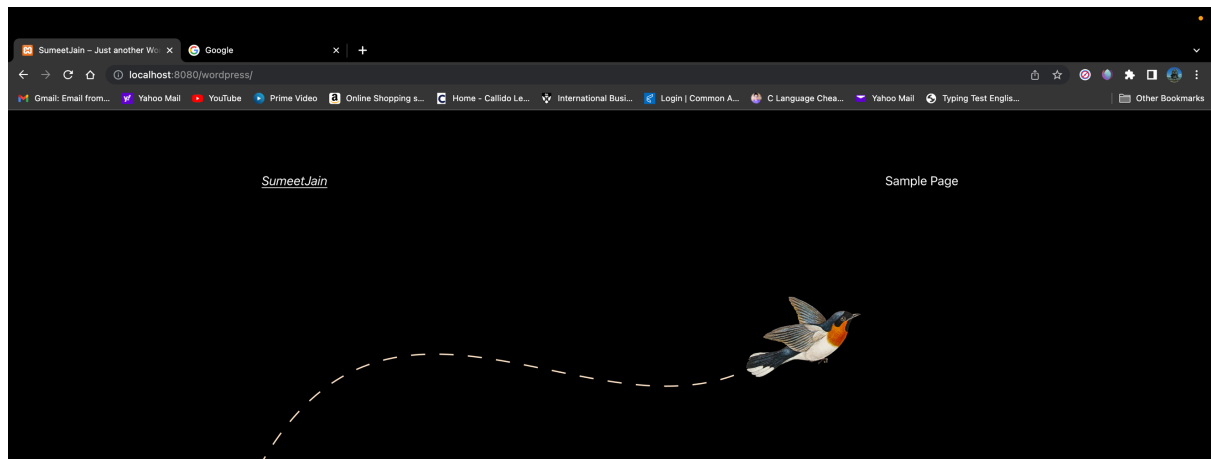 SumeetJain – Just another Wo Google
localhost:8080/wordpress/
Gmail: Email from... Yahoo Mail YouTube Prime Video Online Shopping s... Home - Callido Le... International Busi... Login | Common A... C Language Chea... Yahoo Mail Typing Test Englis... Other Bookmarks
SumeetJain Sample Page